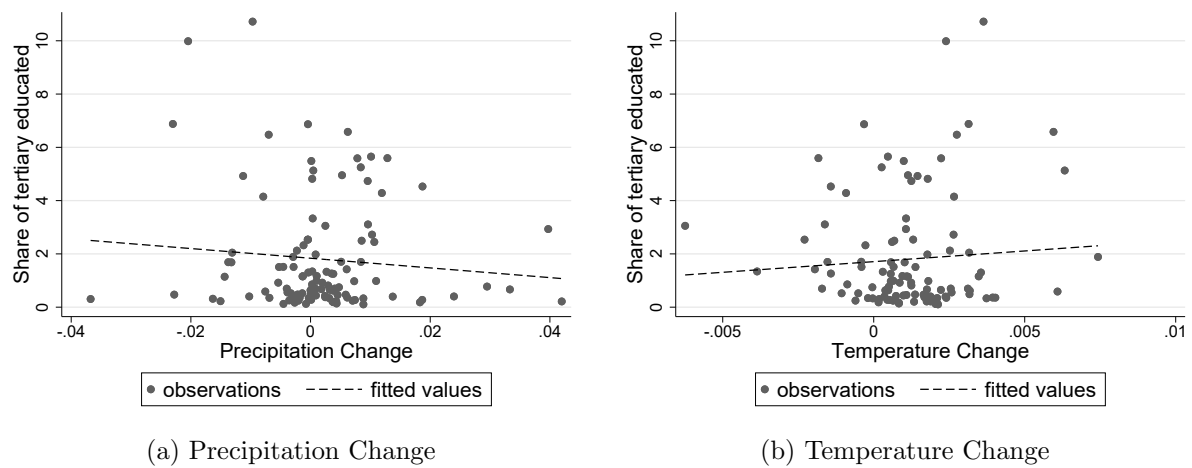 Share of tertiary educated
10
8
6
4
2
0
-.04
-.02
0
.02
.04
Precipitation Change
observations
fitted values
(a) Precipitation Change
Share of tertiary educated
10
8
6
4
2
0
-.005
0
.005
.01
Temperature Change
observations
fitted values
(b) Temperature Change